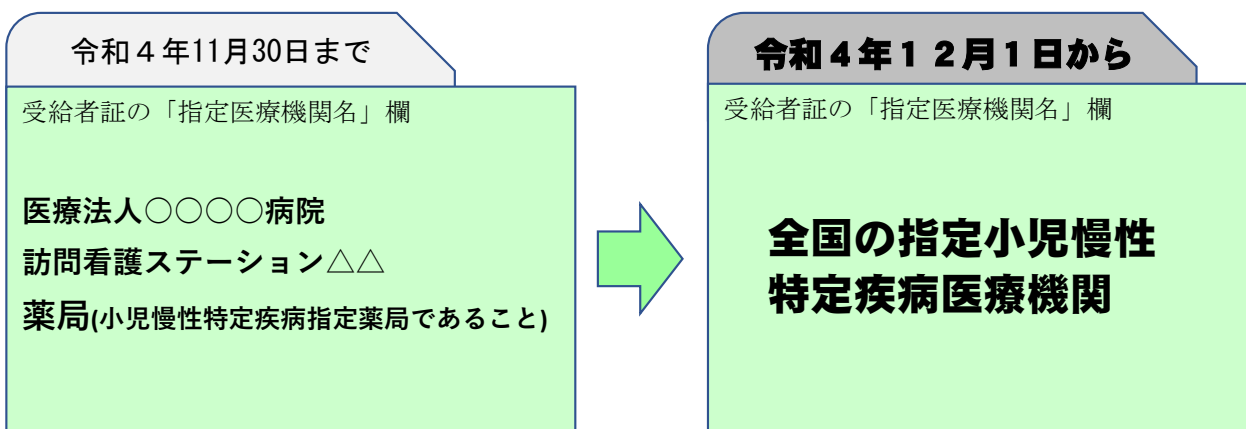 令和４年11月30日まで
受給者証の「指定医療機関名」欄
医療法人○○○○病院
訪問看護ステーション△△
薬局(小児慢性特定疾病指定薬局であること)
令和４年１２月１日から
受給者証の「指定医療機関名」欄
全国の指定小児慢性
特定疾病医療機関